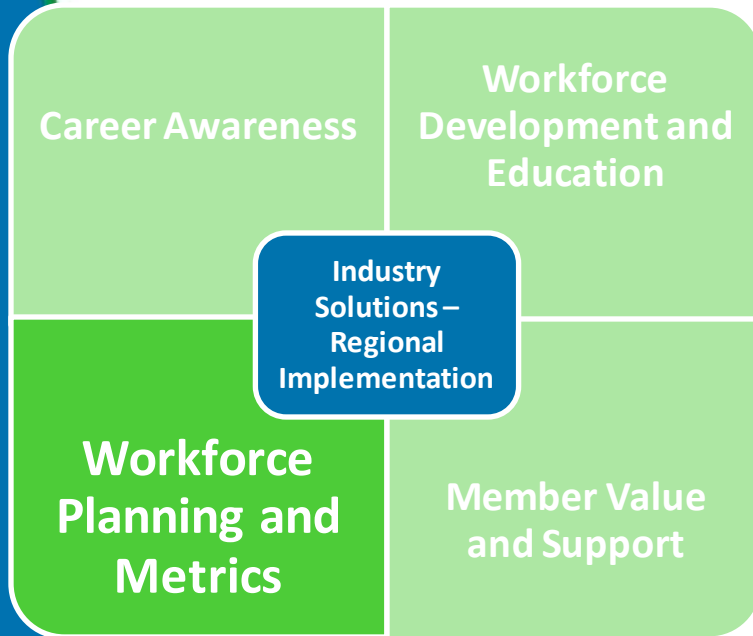 Career Awareness
Workforce
Development and
Education
Industry
Solutions –
Regional
Implementation
Workforce
Planning and
Metrics
Member Value
and Support